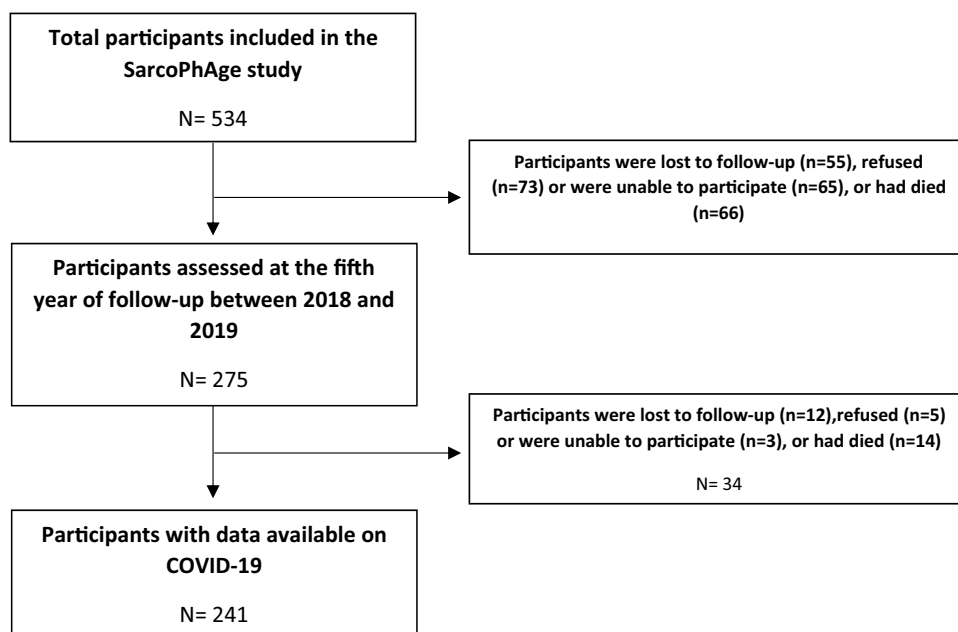 Total participants included in the
SarcoPhAge study
N= 534
Participants were lost to follow-up (n=55), refused
(n=73) or were unable to participate (n=65), or had died
(n=66)
Participants assessed at the fifth
year of follow-up between 2018 and
2019
N= 275
Participants were lost to follow-up (n=12),refused (n=5)
or were unable to participate (n=3), or had died (n=14)
N= 34
Participants with data available on
COVID-19
N= 241